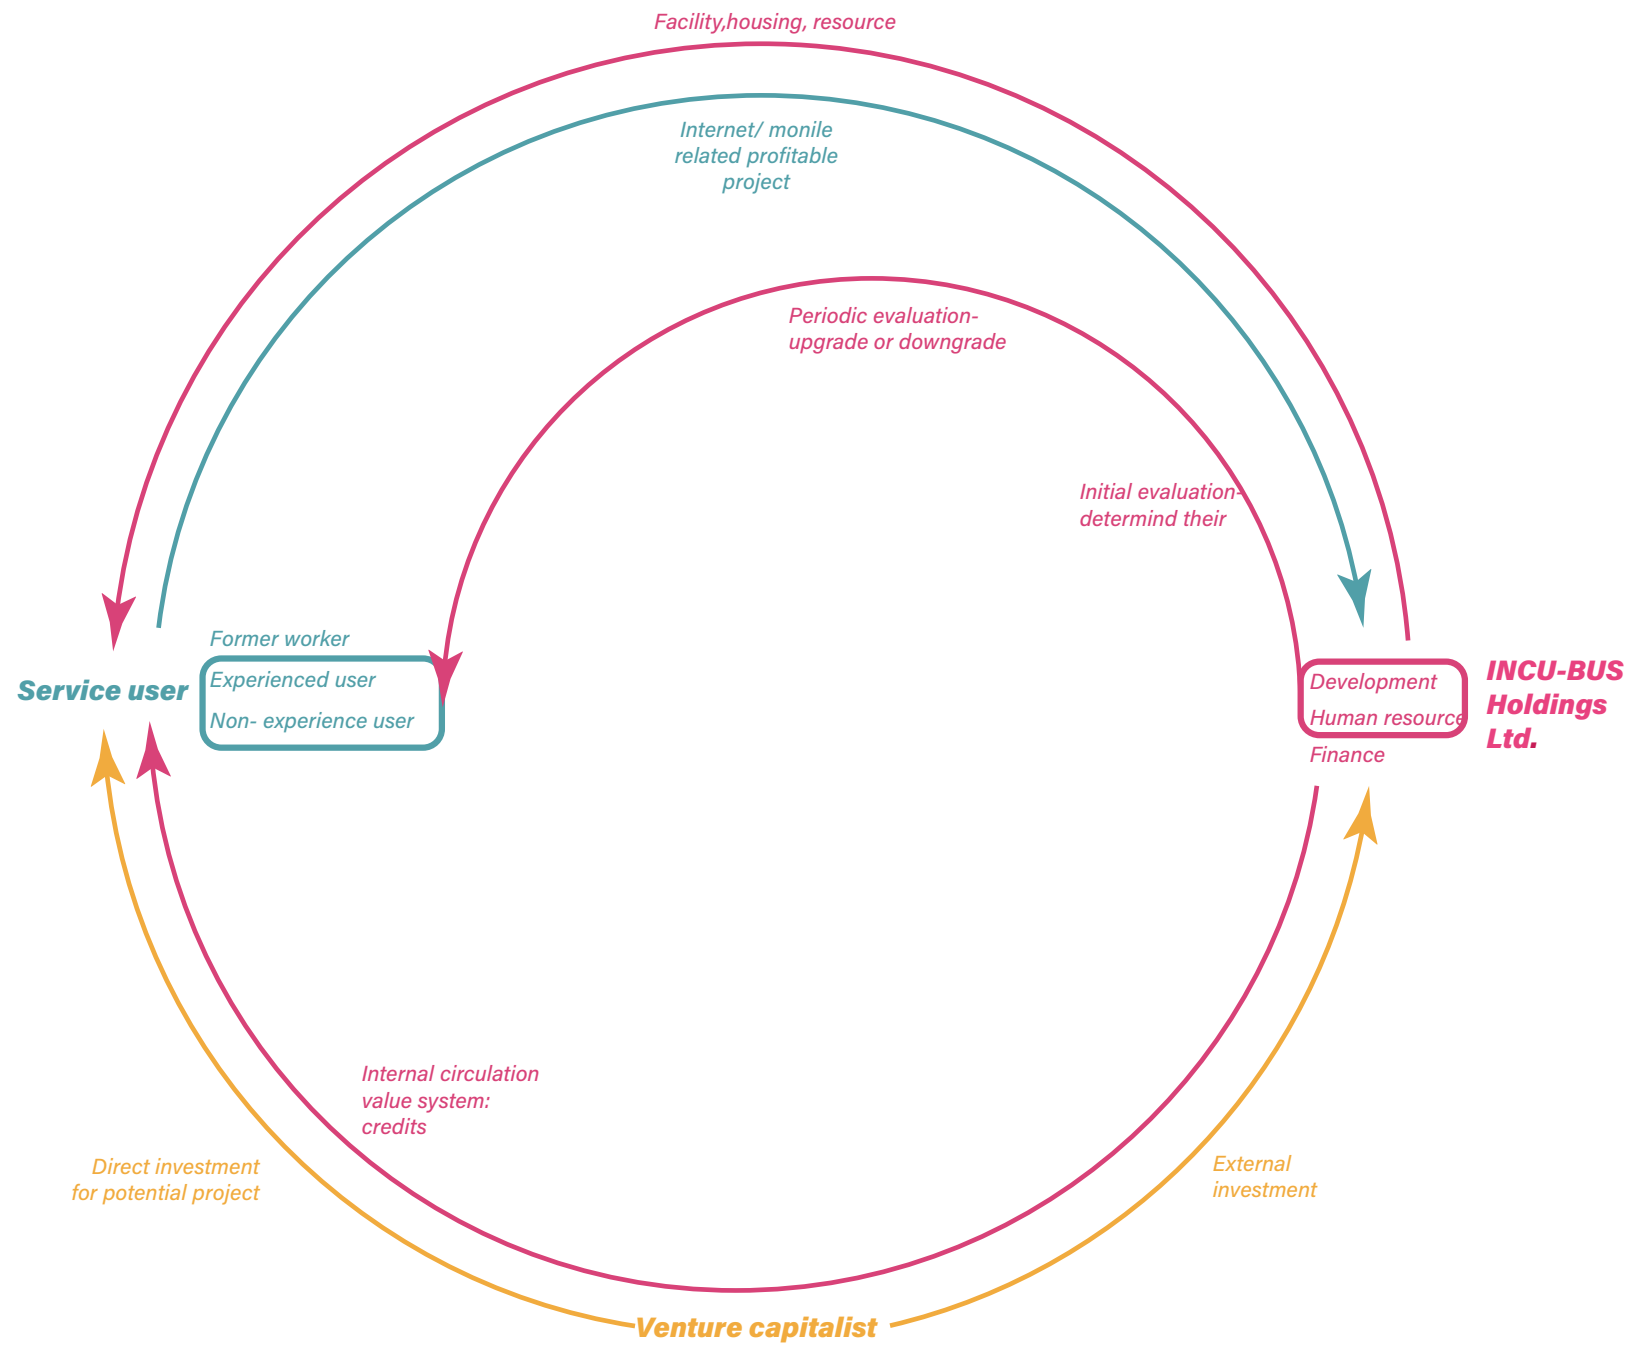 Facility,housing, resource
Internet/ monile
related profitable
project
Periodic evaluation-
upgrade or downgrade
Initial evaluation-
determind their
Former worker
Service user
Experienced user
Non- experience user
Development
Human resource
Finance
INCU-BUS
Holdings
Ltd.
Internal circulation
value system:
credits
Direct investment
for potential project
External
investment
Venture capitalist